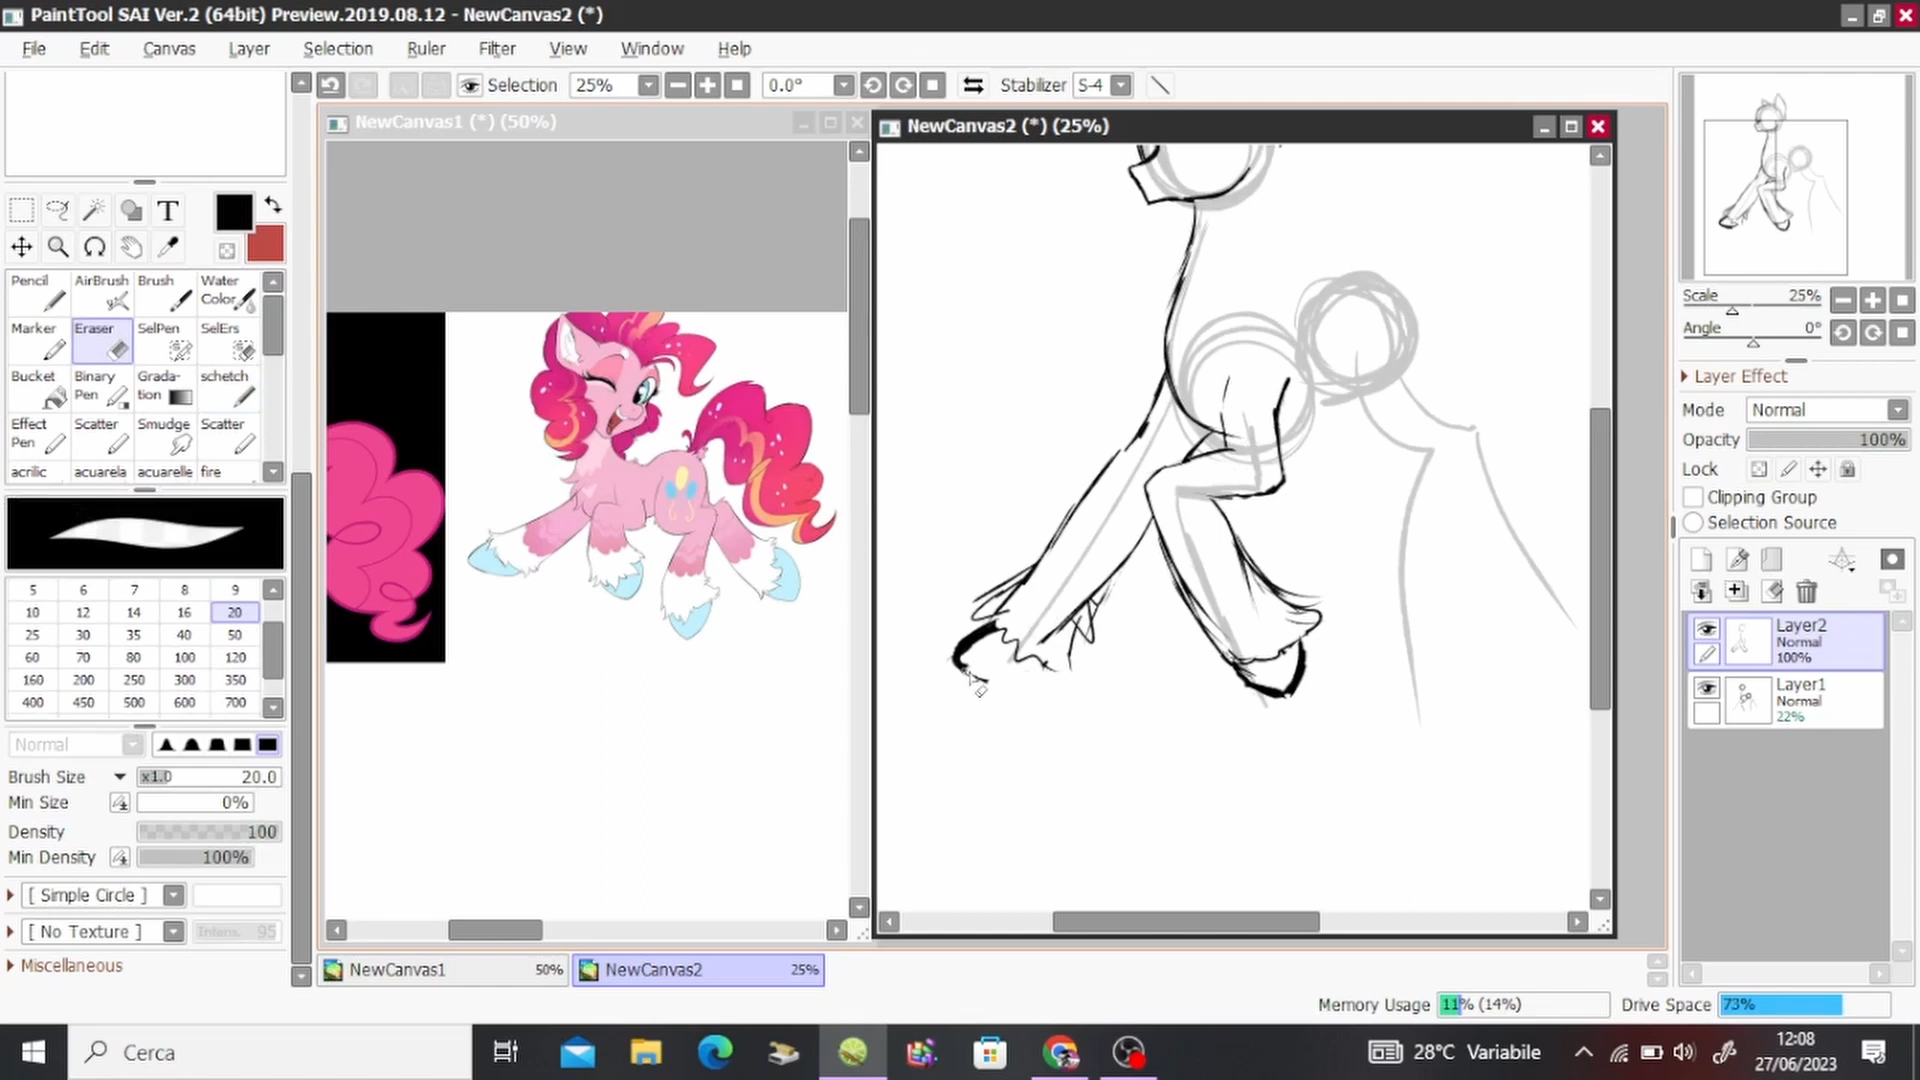 PaintTool SAI Ver.2 (64bit) Preview.2019.08.12 - NewCanvas2 (*)
File Edit Canvas Layer Selection Ruler Filter View Window Help
Selection 25% 0.0° Stabilizer S-4
NewCanvas1 (*) (50%)
NewCanvas2 (*) (25%)
T
Pencil AirBrush Brush Water Color
Marker Eraser SelPen SelErs
Bucket Binary Pen Grada-tion schetch
Effect Pen Scatter Smudge Scatter
acrilic acuarela acuarelle fire
5 6 7 8 9
10 12 14 16 20
25 30 35 40 50
60 70 80 100 120
160 200 250 300 350
400 450 500 600 700
Normal
Brush Size x1.0 20.0
Min Size 0%
Density 100
Min Density 100%
[ Simple Circle ]
[ No Texture ] Intens. 95
Miscellaneous
NewCanvas1 50% NewCanvas2 25%
Scale 25%
Angle 0°
Layer Effect
Mode Normal
Opacity 100%
Lock
Clipping Group
Selection Source
Layer2
Normal
100%
Layer1
Normal
22%
Memory Usage 11% (14%) Drive Space 73%
Cerca
28°C Variabile
12:08
27/06/2023